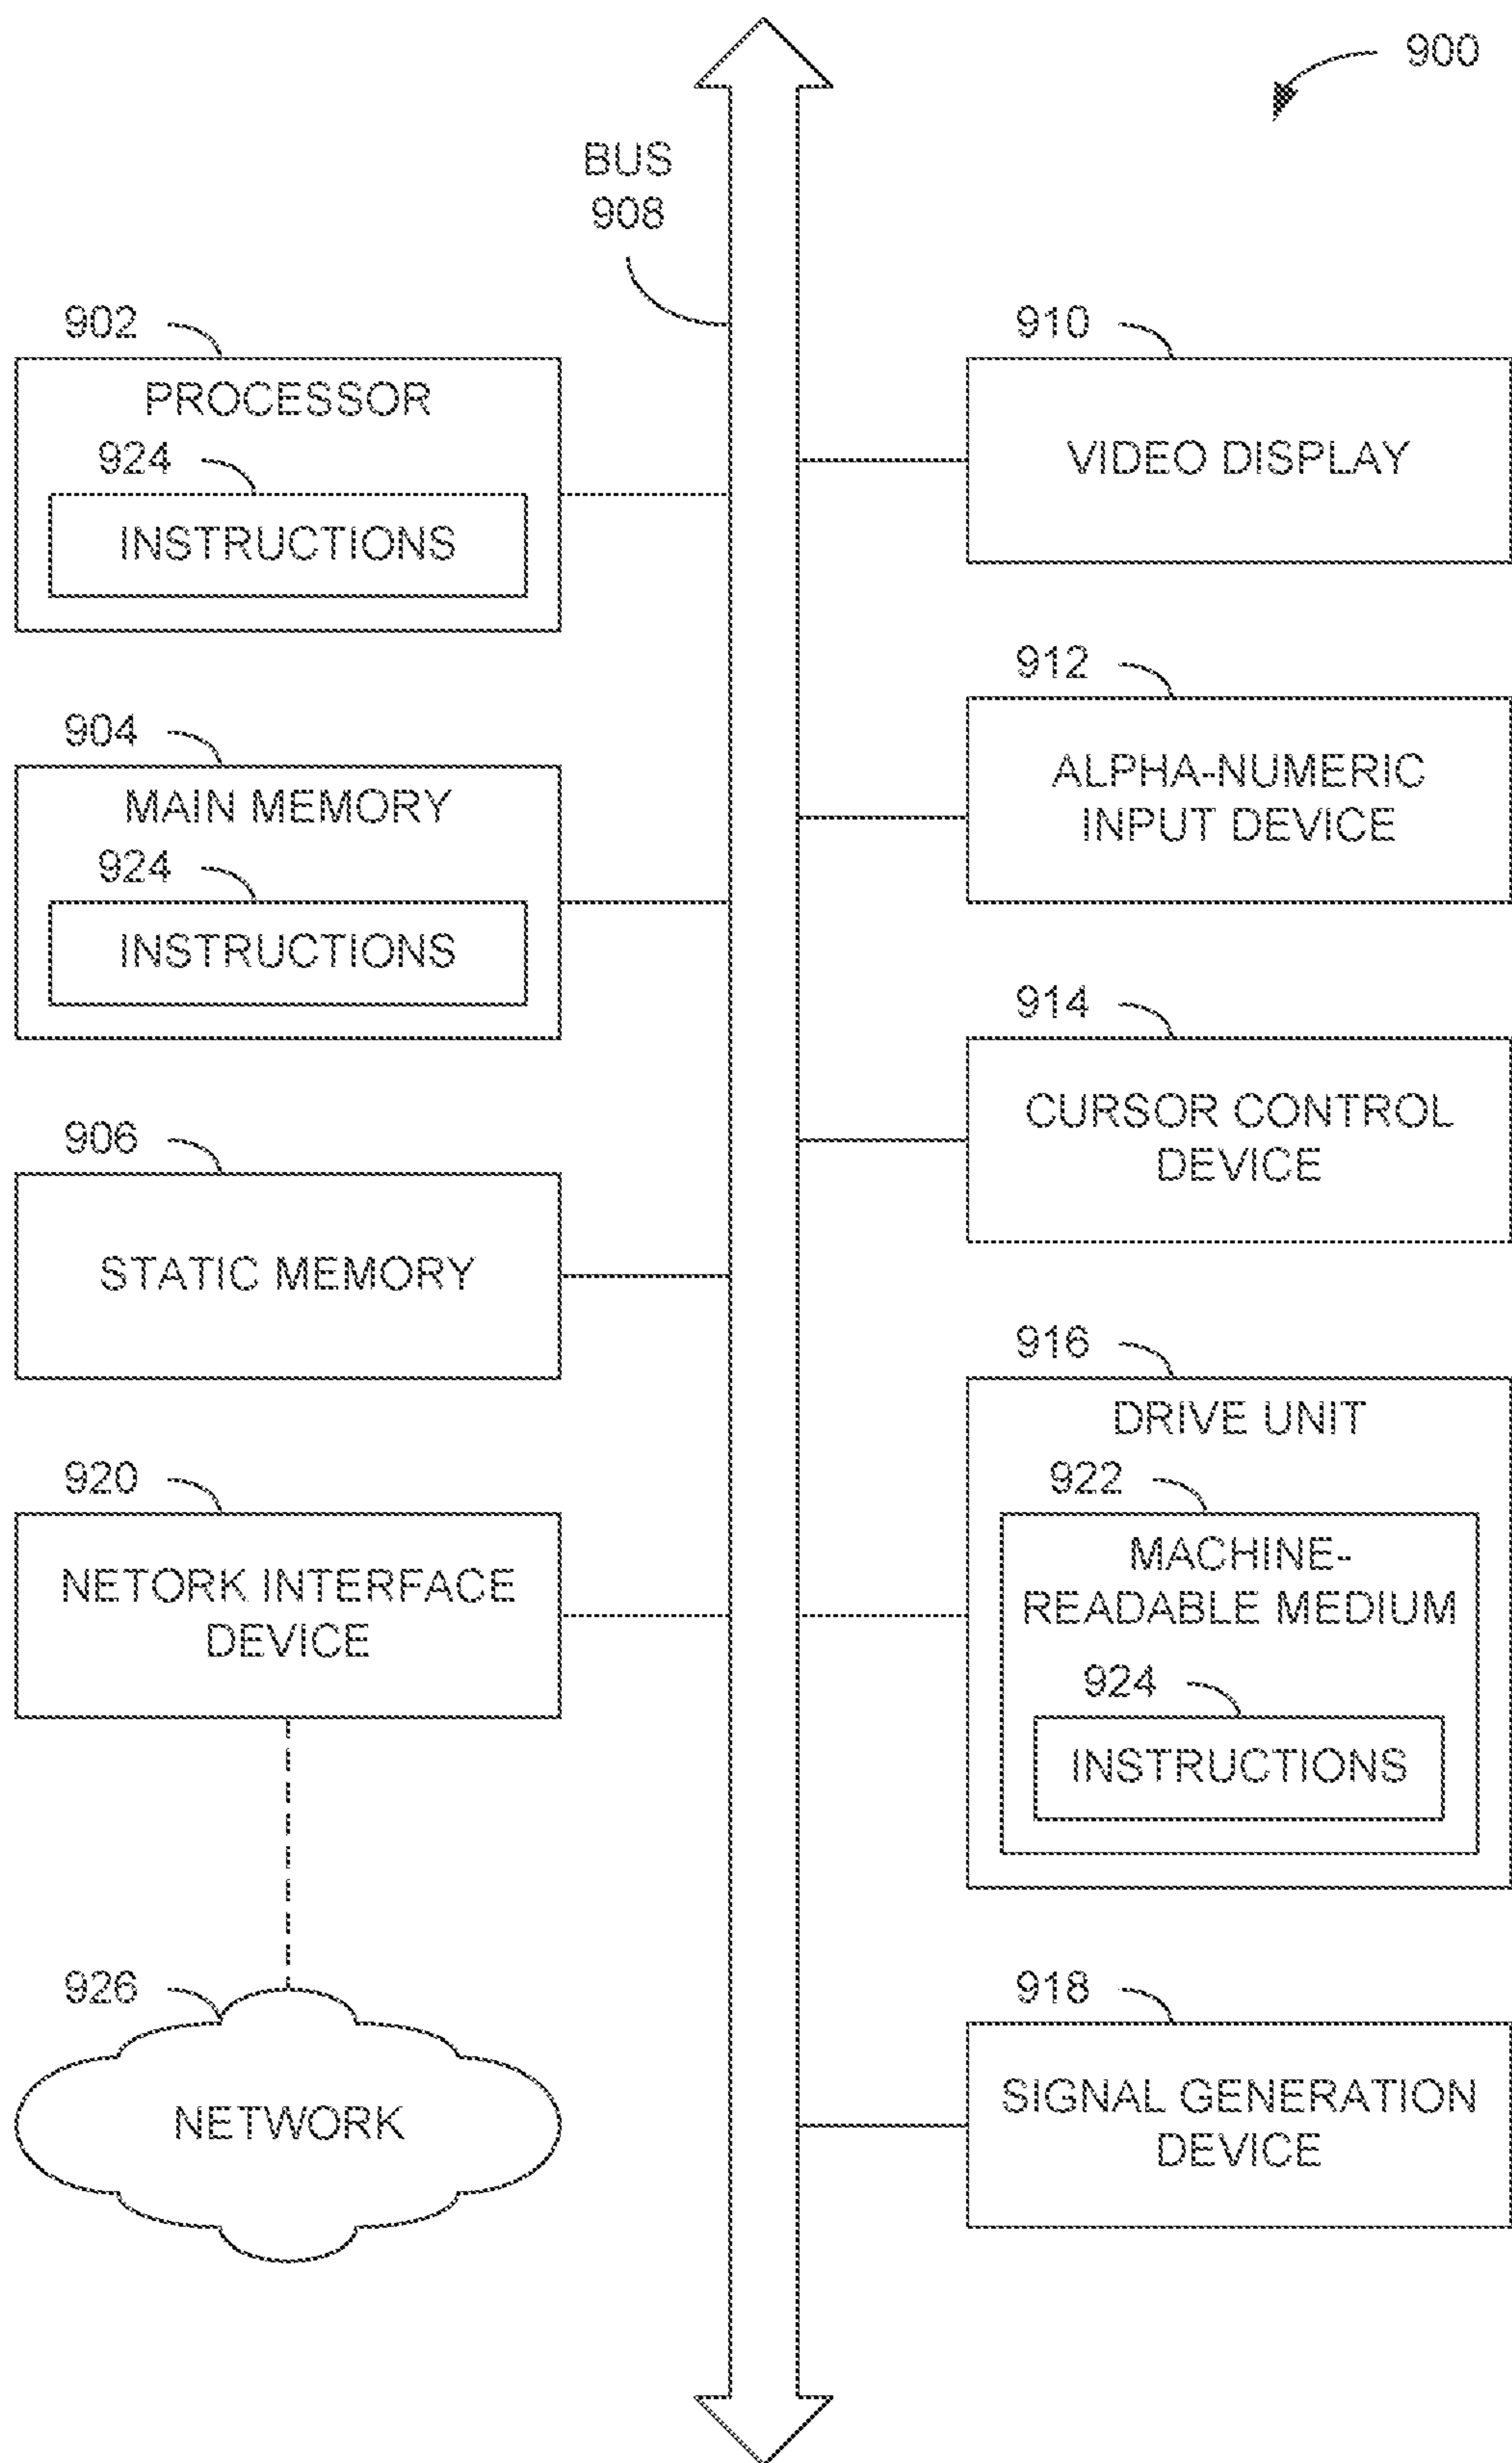 900
BUS
908
902
PROCESSOR
924
INSTRUCTIONS
904
MAIN MEMORY
924
INSTRUCTIONS
906
STATIC MEMORY
920
NETORK INTERFACE
DEVICE
926
NETWORK
910
VIDEO DISPLAY
912
ALPHA-NUMERIC
INPUT DEVICE
914
CURSOR CONTROL
DEVICE
916
DRIVE UNIT
922
MACHINE-
READABLE MEDIUM
924
INSTRUCTIONS
918
SIGNAL GENERATION
DEVICE